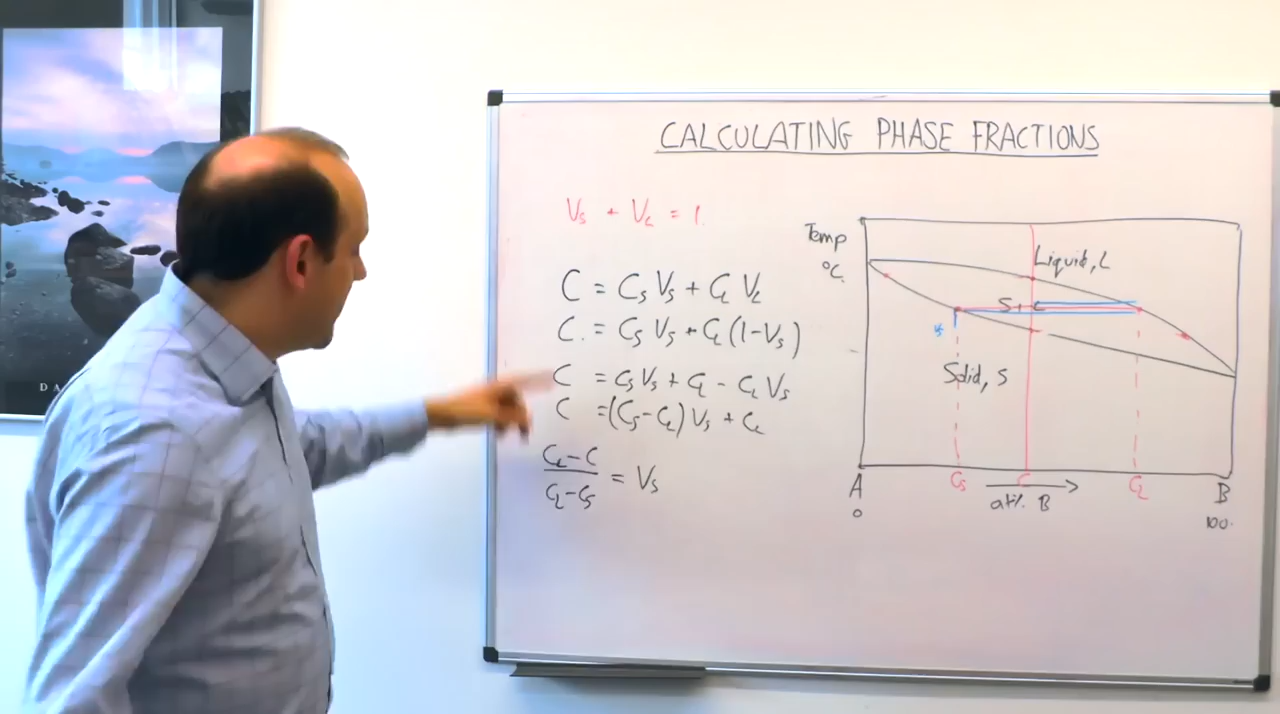 CALCULATING PHASE FRACTIONS
Vs + VL = 1.
C = Cs Vs + CL VL
C. = Cs Vs + CL (1-Vs)
C = Cs Vs + CL - CL Vs
C =(Cs-CL) Vs + CL
CL-C
CL-Cs
= Vs
Temp
°C.
Liquid, L
S+L
Solid, S
A
0
Cs
C
CL
at% B
B
100.
DA